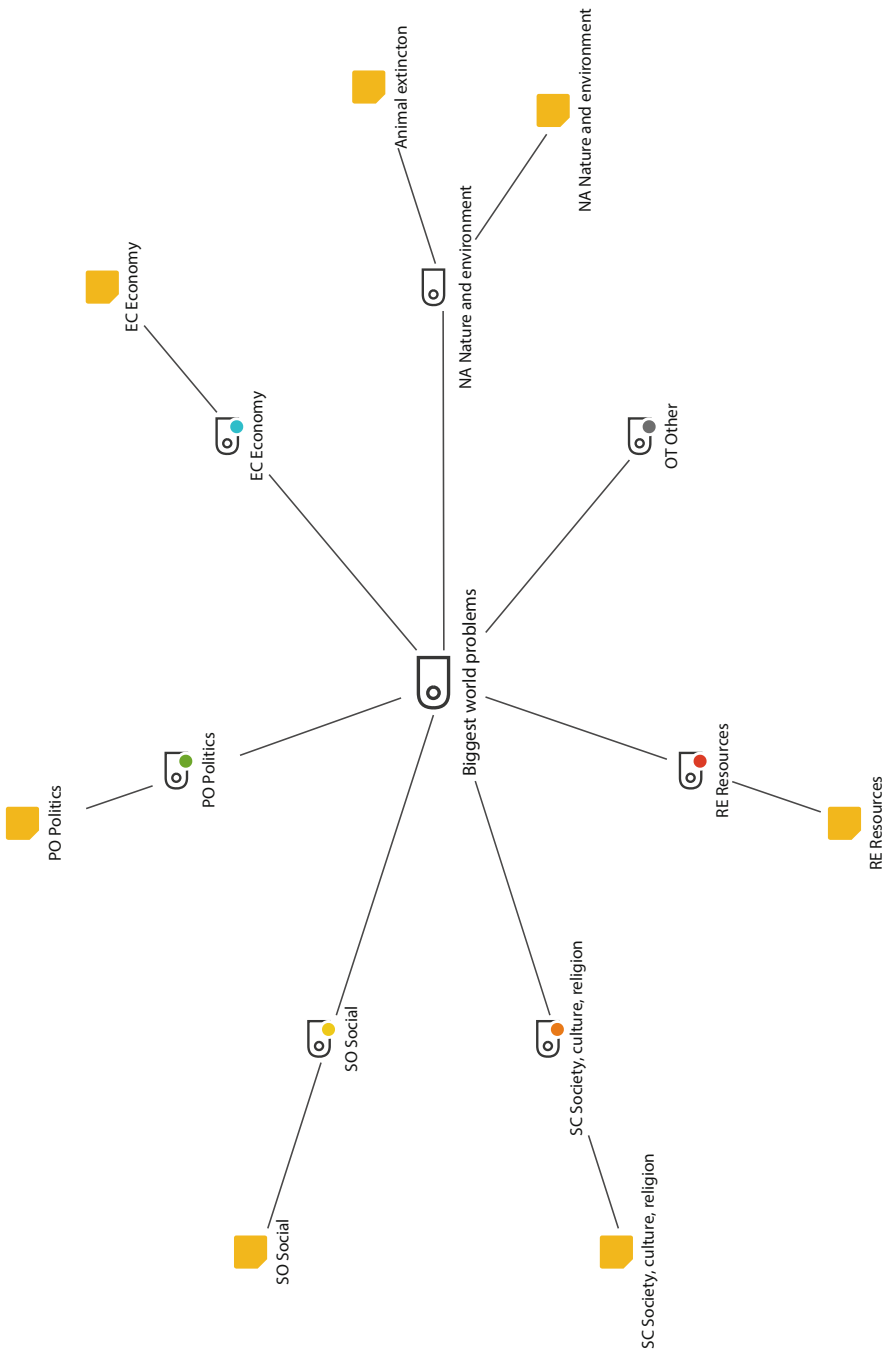 SO Social
PO Politics
SO Social
PO Politics
EC Economy
EC Economy
Animal extincton
NA Nature and environment
NA Nature and environment
Biggest world problems
OT Other
SC Society, culture, religion
SC Society, culture, religion
RE Resources
RE Resources